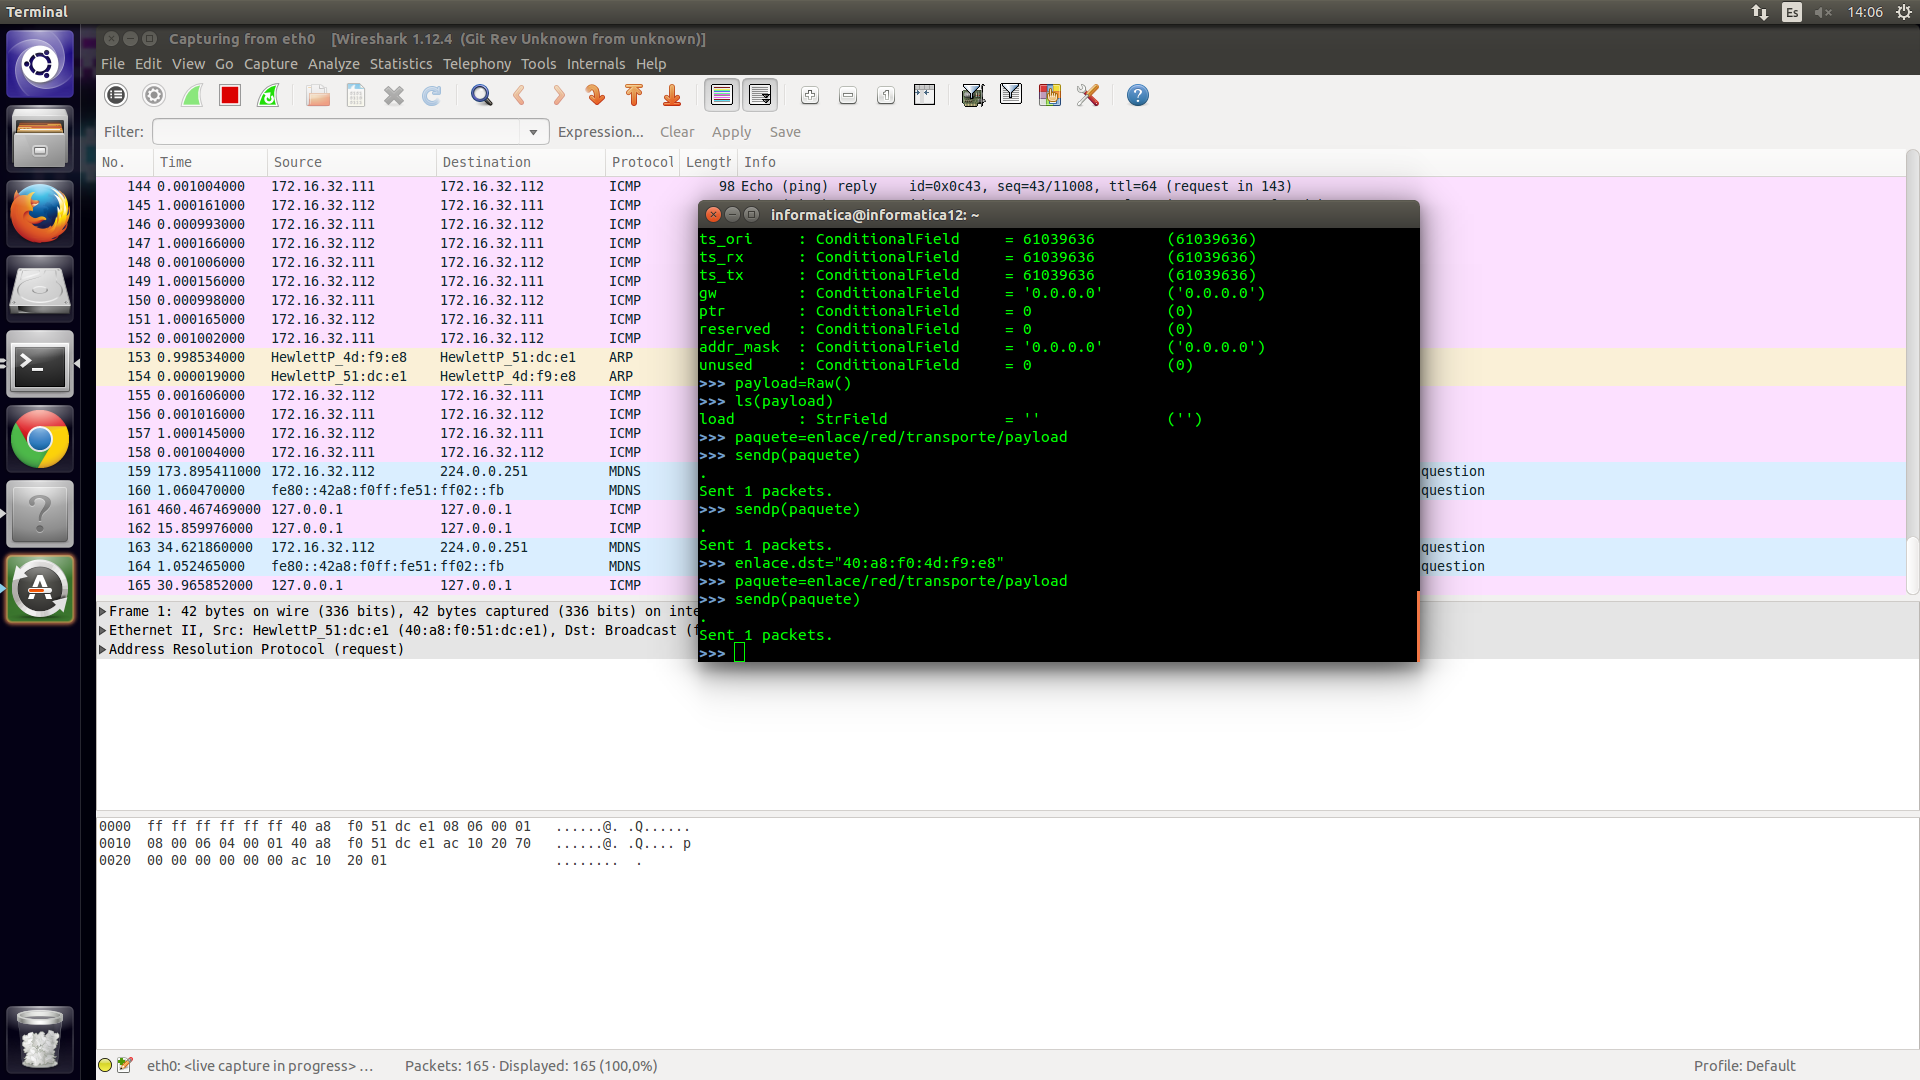 Terminal
Es
14:06
Capturing from eth0 [Wireshark 1.12.4 (Git Rev Unknown from unknown)]
File Edit View Go Capture Analyze Statistics Telephony Tools Internals Help
Filter: Expression... Clear Apply Save
No. Time Source Destination Protocol Length Info
144 0.001004000 172.16.32.111 172.16.32.112 ICMP 98 Echo (ping) reply id=0x0c43, seq=43/11008, ttl=64 (request in 143)
145 1.000161000 172.16.32.112 172.16.32.111 ICMP
146 0.000993000 172.16.32.111 172.16.32.112 ICMP
147 1.000166000 172.16.32.112 172.16.32.111 ICMP
148 0.001006000 172.16.32.111 172.16.32.112 ICMP
149 1.000156000 172.16.32.112 172.16.32.111 ICMP
150 0.000998000 172.16.32.111 172.16.32.112 ICMP
151 1.000165000 172.16.32.112 172.16.32.111 ICMP
152 0.001002000 172.16.32.111 172.16.32.112 ICMP
153 0.998534000 HewlettP_4d:f9:e8 HewlettP_51:dc:e1 ARP
154 0.000019000 HewlettP_51:dc:e1 HewlettP_4d:f9:e8 ARP
155 0.001606000 172.16.32.112 172.16.32.111 ICMP
156 0.001016000 172.16.32.111 172.16.32.112 ICMP
157 1.000145000 172.16.32.112 172.16.32.111 ICMP
158 0.001004000 172.16.32.111 172.16.32.112 ICMP
159 173.895411000 172.16.32.112 224.0.0.251 MDNS question
160 1.060470000 fe80::42a8:f0ff:fe51: ff02::fb MDNS question
161 460.467469000 127.0.0.1 127.0.0.1 ICMP
162 15.859976000 127.0.0.1 127.0.0.1 ICMP
163 34.621860000 172.16.32.112 224.0.0.251 MDNS question
164 1.052465000 fe80::42a8:f0ff:fe51: ff02::fb MDNS question
165 30.965852000 127.0.0.1 127.0.0.1 ICMP
informatica@informatica12: ~
ts_ori : ConditionalField = 61039636 (61039636)
ts_rx : ConditionalField = 61039636 (61039636)
ts_tx : ConditionalField = 61039636 (61039636)
gw : ConditionalField = '0.0.0.0' ('0.0.0.0')
ptr : ConditionalField = 0 (0)
reserved : ConditionalField = 0 (0)
addr_mask : ConditionalField = '0.0.0.0' ('0.0.0.0')
unused : ConditionalField = 0 (0)
>>> payload=Raw()
>>> ls(payload)
load : StrField = '' ('')
>>> paquete=enlace/red/transporte/payload
>>> sendp(paquete)
.
Sent 1 packets.
>>> sendp(paquete)
.
Sent 1 packets.
>>> enlace.dst="40:a8:f0:4d:f9:e8"
>>> paquete=enlace/red/transporte/payload
>>> sendp(paquete)
.
Sent 1 packets.
>>>
Frame 1: 42 bytes on wire (336 bits), 42 bytes captured (336 bits) on inte
Ethernet II, Src: HewlettP_51:dc:e1 (40:a8:f0:51:dc:e1), Dst: Broadcast (f
Address Resolution Protocol (request)
0000 ff ff ff ff ff ff 40 a8 f0 51 dc e1 08 06 00 01 ......@. .Q......
0010 08 00 06 04 00 01 40 a8 f0 51 dc e1 ac 10 20 70 ......@. .Q.... p
0020 00 00 00 00 00 00 ac 10 20 01 ........ .
eth0: <live capture in progress> ... Packets: 165 · Displayed: 165 (100,0%) Profile: Default